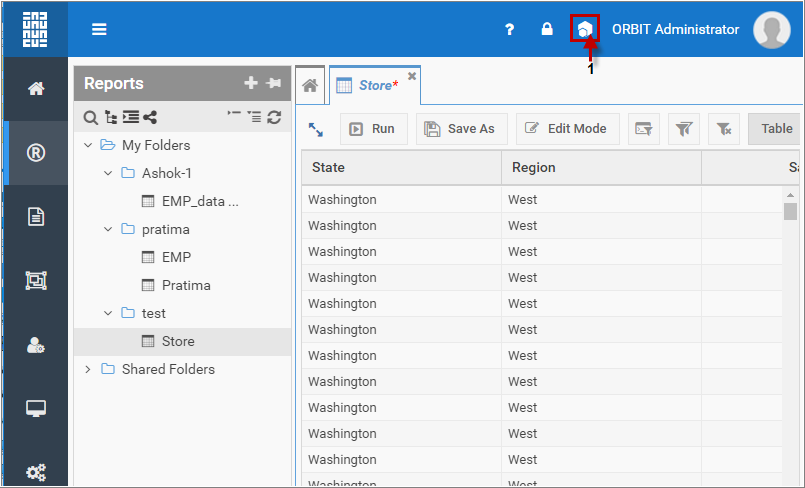 ? ORBIT Administrator
1
Reports
Store*
Run Save As Edit Mode Table
My Folders
Ashok-1
EMP_data ...
pratima
EMP
Pratima
test
Store
Shared Folders
State Region Sa
Washington West
Washington West
Washington West
Washington West
Washington West
Washington West
Washington West
Washington West
Washington West
Washington West
Washington West
Washington West